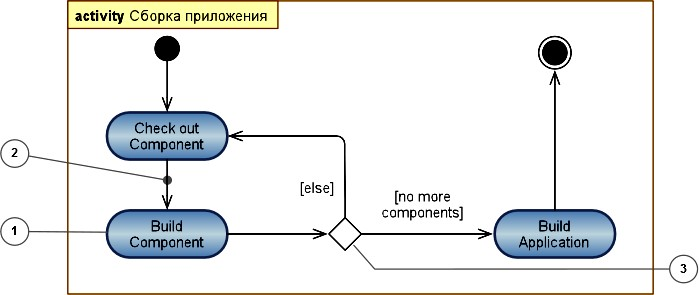 activity Сборка приложения
Check out
Component
2
[else]
[no more
components]
1
Build
Component
Build
Application
3